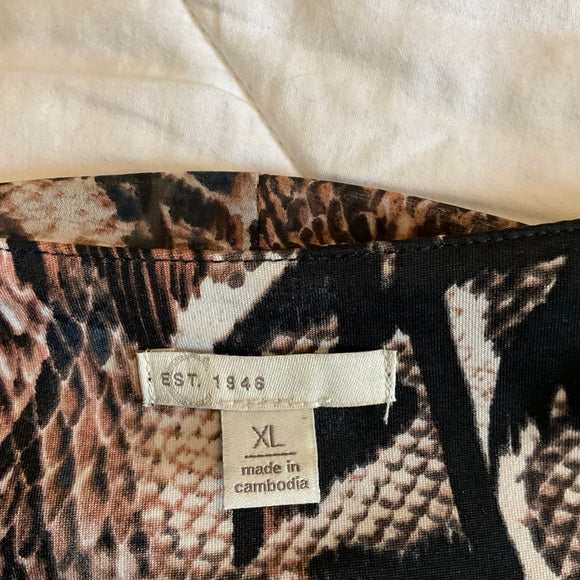 EST. 1946
XL
made in
cambodia